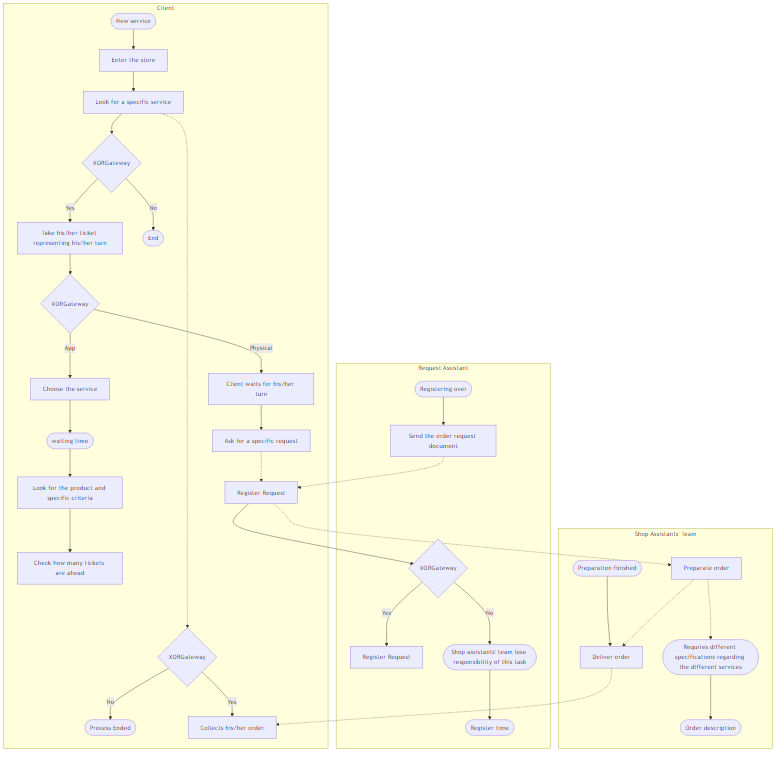 Client
New service
Enter the store
Look for a specific service
XORGateway
Yes
No
Take his/her ticket
representing his/her turn
End
XORGateway
App
Physical
Choose the service
Client waits for his/her
turn
waiting time
Ask for a specific request
Look for the product and
specific criteria
Register Request
Check how many tickets
are ahead
XORGateway
No
Yes
Process Ended
Collects his/her order
Request Assistant
Registering over
Send the order request
document
XORGateway
Yes
No
Register Request
Shop assistants' team lose
responsibility of this task
Register time
Shop Assistants' Team
Preparation finished
Preparate order
Deliver order
Requires different
specifications regarding
the different services
Order description